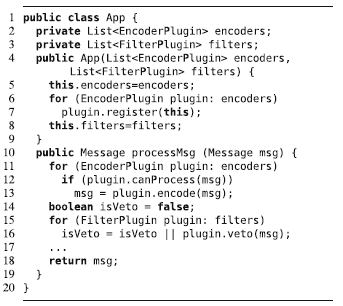 1 public class App {
2 private List<EncoderPlugin> encoders;
3 private List<FilterPlugin> filters;
4 public App(List<EncoderPlugin> encoders,
List<FilterPlugin> filters) {
5 this.encoders=encoders;
6 for (EncoderPlugin plugin: encoders)
7 plugin.register(this);
8 this.filters=filters;
9 }
10 public Message processMsg (Message msg) {
11 for (EncoderPlugin plugin: encoders)
12 if (plugin.canProcess(msg))
13 msg = plugin.encode(msg);
14 boolean isVeto = false;
15 for (FilterPlugin plugin: filters)
16 isVeto = isVeto || plugin.veto(msg);
17 ...
18 return msg;
19 }
20 }